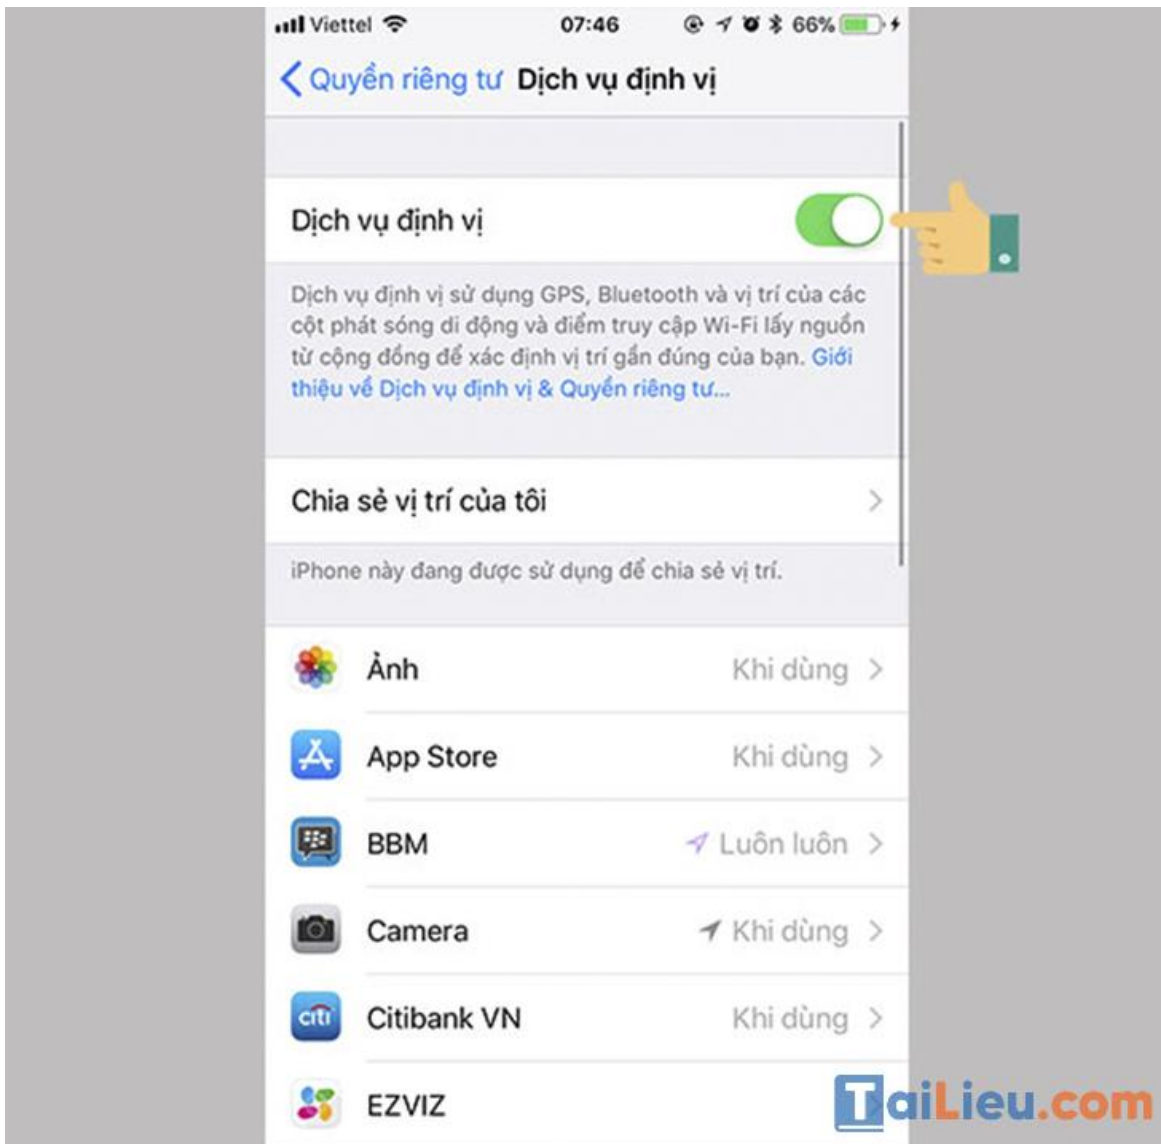 Viettel 07:46 66%
Quyền riêng tư Dịch vụ định vị
Dịch vụ định vị
Dịch vụ định vị sử dụng GPS, Bluetooth và vị trí của các
cột phát sóng di động và điểm truy cập Wi-Fi lấy nguồn
từ cộng đồng để xác định vị trí gần đúng của bạn. Giới
thiệu về Dịch vụ định vị & Quyền riêng tư...
Chia sẻ vị trí của tôi
iPhone này đang được sử dụng để chia sẻ vị trí.
Ảnh Khi dùng
App Store Khi dùng
BBM Luôn luôn
Camera Khi dùng
citi Citibank VN Khi dùng
EZVIZ
TaiLieu.com